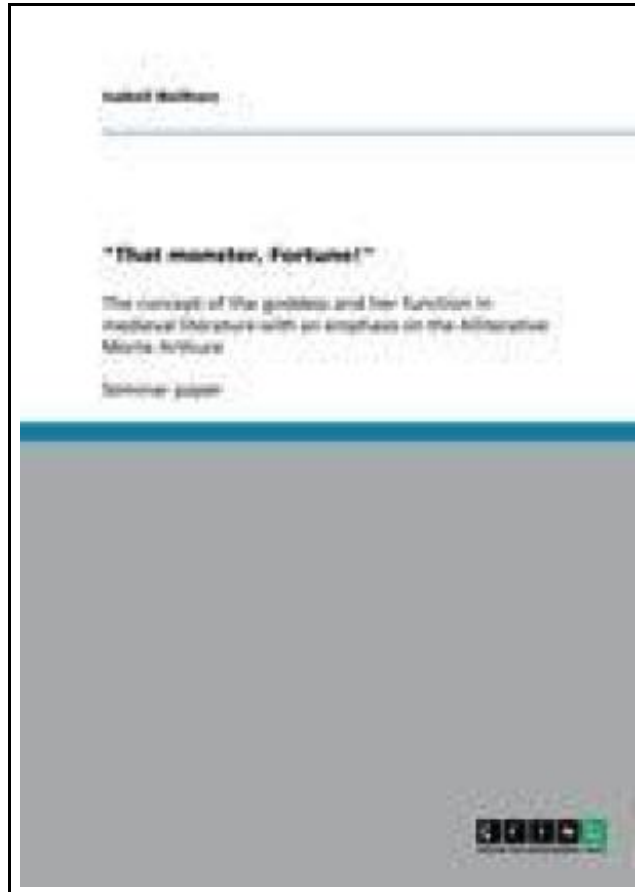 "That monster, Fortune!"
The concept of the goddess and her function in
medieval literature with an emphasis on the Alliterative
Morte Arthure
Seminar paper
GRIN